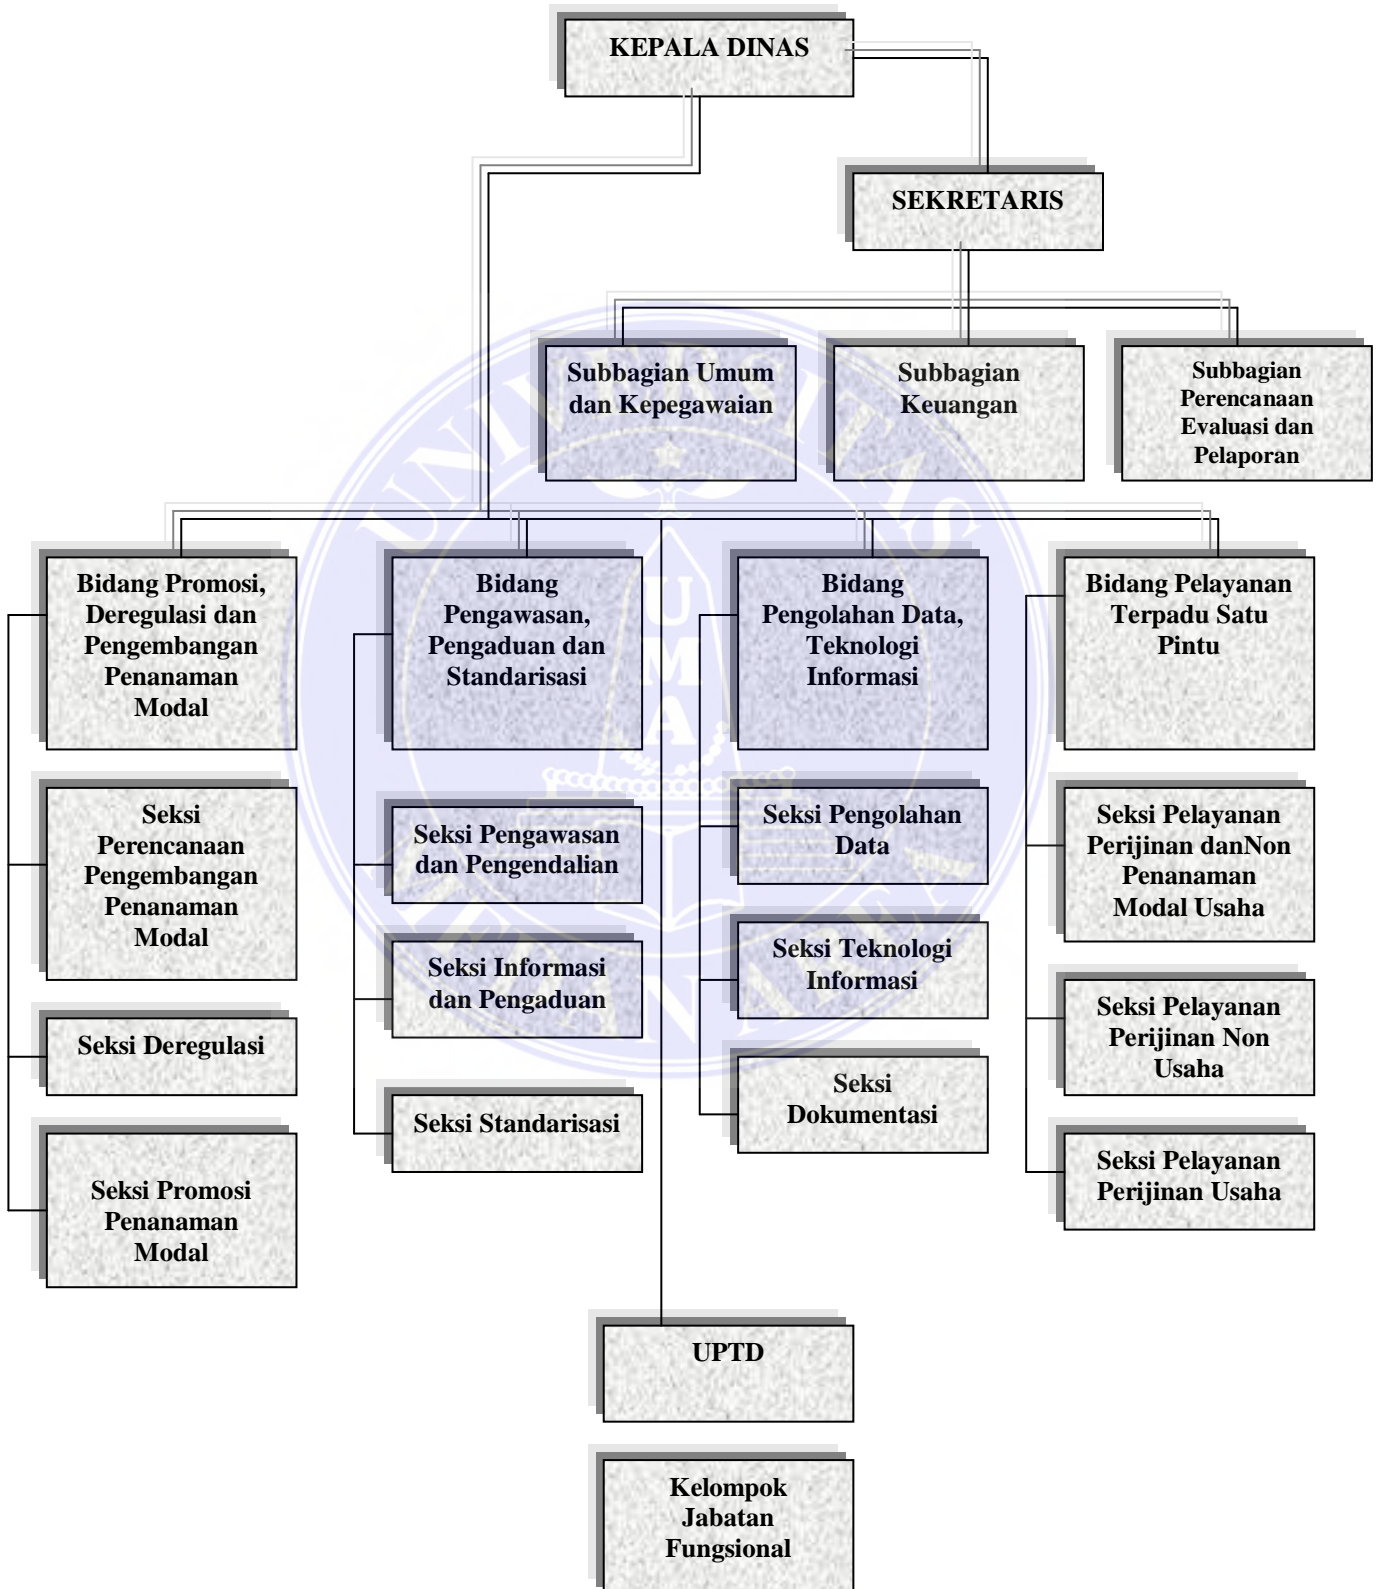 KEPALA DINAS
SEKRETARIS
Subbagian Umum
dan Kepegawaian
Subbagian
Keuangan
Subbagian
Perencanaan
Evaluasi dan
Pelaporan
Bidang Promosi,
Deregulasi dan
Pengembangan
Penanaman
Modal
Bidang
Pengawasan,
Pengaduan dan
Standarisasi
Bidang
Pengolahan Data,
Teknologi
Informasi
Bidang Pelayanan
Terpadu Satu
Pintu
Seksi
Perencanaan
Pengembangan
Penanaman
Modal
Seksi Deregulasi
Seksi Promosi
Penanaman
Modal
Seksi Pengawasan
dan Pengendalian
Seksi Informasi
dan Pengaduan
Seksi Standarisasi
Seksi Pengolahan
Data
Seksi Teknologi
Informasi
Seksi
Dokumentasi
Seksi Pelayanan
Perijinan danNon
Penanaman
Modal Usaha
Seksi Pelayanan
Perijinan Non
Usaha
Seksi Pelayanan
Perijinan Usaha
UPTD
Kelompok
Jabatan
Fungsional
UNIVERSITAS
MEDAN AREA
UMA